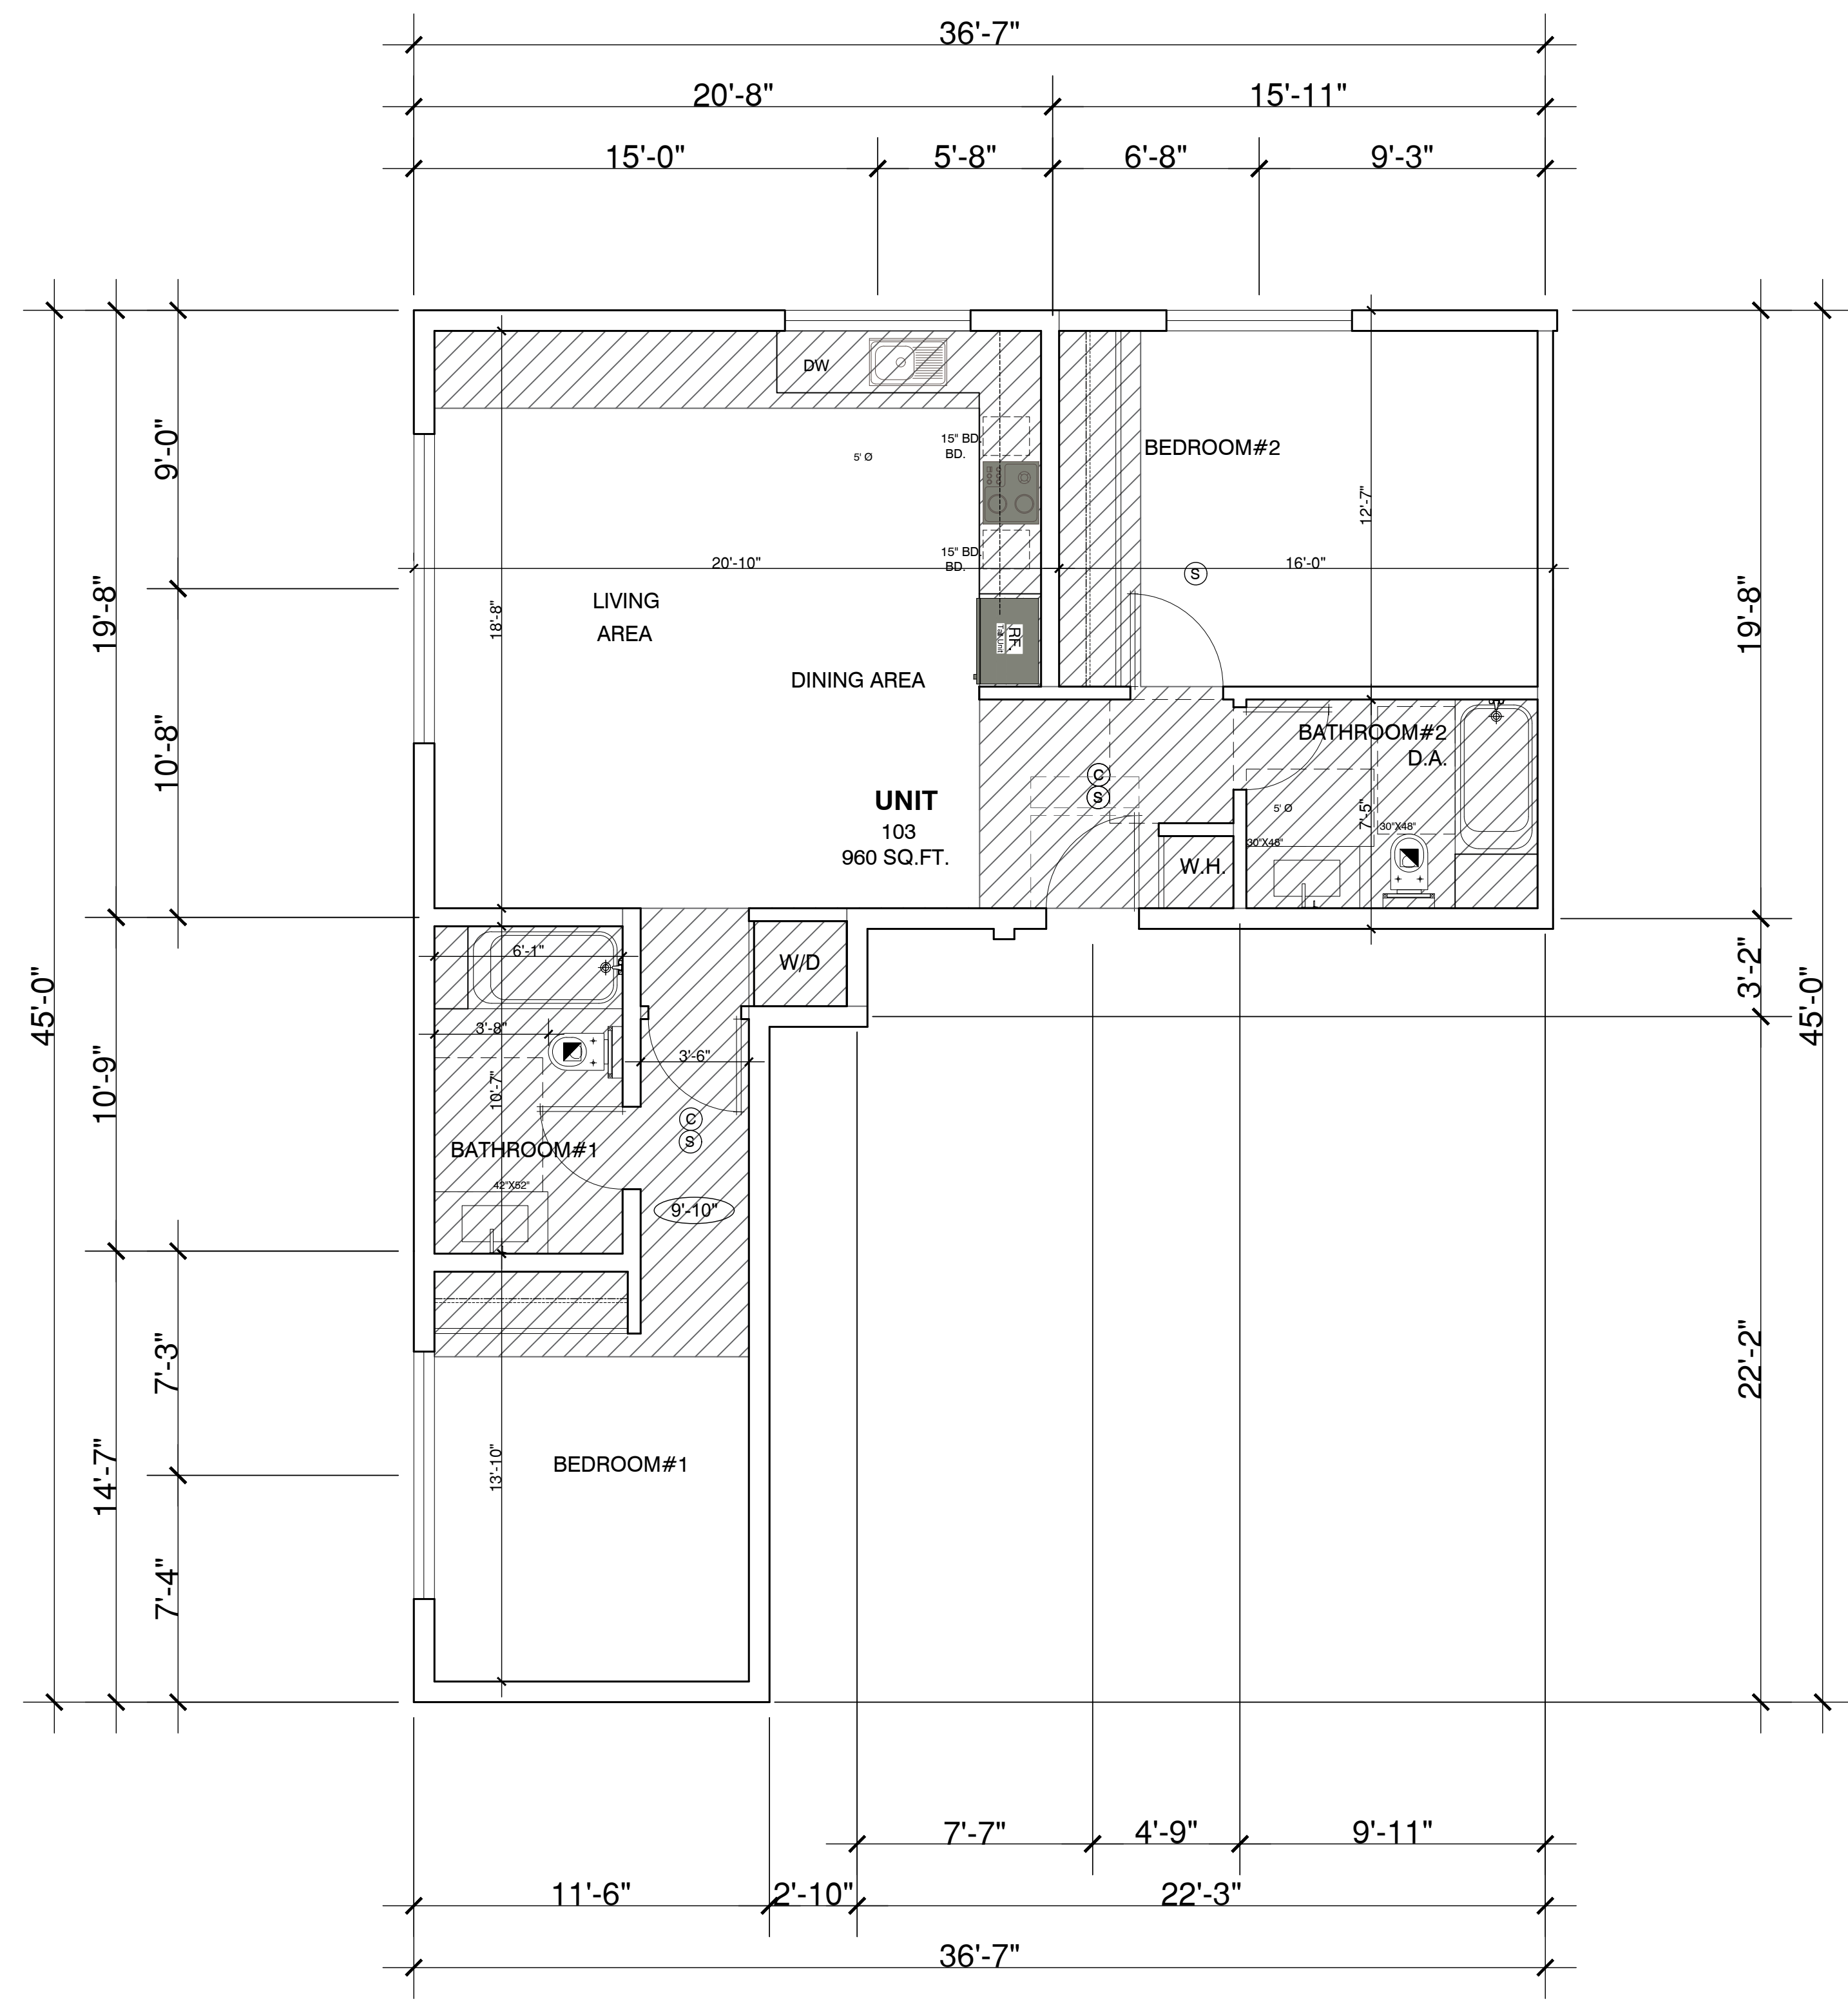 36'-7"
20'-8"
15'-11"
15'-0"
5'-8"
6'-8"
9'-3"
DW
15" BD.
BD.
5' Ø
BEDROOM#2
9'-0"
12'-7"
15" BD.
BD.
20'-10"
16'-0"
S
LIVING
AREA
18'-8"
19'-8"
19'-8"
RF.
Tall Unit
DINING AREA
10'-8"
BATHROOM#2
D.A.
C
S
UNIT
103
960 SQ.FT.
5' Ø
7'-5"
30"X48"
30"X48"
W.H.
6'-1"
W/D
3'-2"
45'-0"
45'-0"
3'-8"
3'-6"
10'-7"
10'-9"
C
S
BATHROOM#1
42"X62"
9'-10"
7'-3"
22'-2"
14'-7"
13'-10"
BEDROOM#1
7'-4"
7'-7"
4'-9"
9'-11"
11'-6"
2'-10"
22'-3"
36'-7"